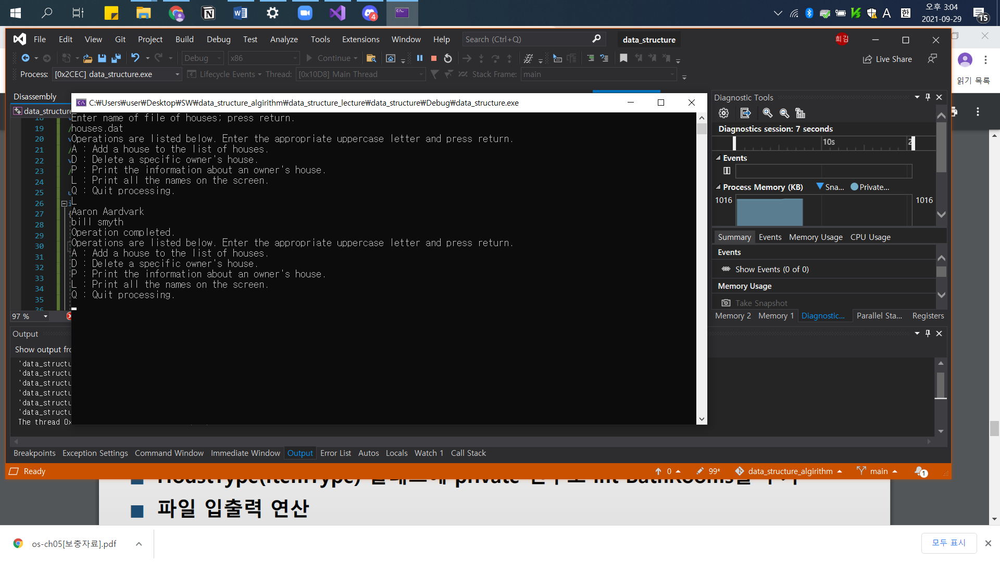 4
A
한
오후 3:04
2021-09-29
15
File Edit View Git Project Build Debug Test Analyze Tools Extensions Window Help
Search (Ctrl+Q)
data_structure
희김
Debug
x86
Continue
Live Share
Process: [0x2CEC] data_structure.exe
Lifecycle Events
Thread: [0x10D8] Main Thread
Stack Frame: main
읽기 목록
Disassembly
data_structure
19
20
21
22
23
24
25
26
27
28
29
30
31
32
33
34
35
36
97 %
C:\Users\user\Desktop\SW\data_structure_algirithm\data_structure_lecture\data_structure\Debug\data_structure.exe
Enter name of file of houses; press return.
houses.dat
Operations are listed below. Enter the appropriate uppercase letter and press return.
A : Add a house to the list of houses.
D : Delete a specific owner's house.
P : Print the information about an owner's house.
L : Print all the names on the screen.
Q : Quit processing.
L
Aaron Aardvark
bill smyth
Operation completed.
Operations are listed below. Enter the appropriate uppercase letter and press return.
A : Add a house to the list of houses.
D : Delete a specific owner's house.
P : Print the information about an owner's house.
L : Print all the names on the screen.
Q : Quit processing.
Diagnostic Tools
Diagnostics session: 7 seconds
10s
2
Events
Process Memory (KB)
Sna...
Private...
1016
1016
Summary Events Memory Usage CPU Usage
Events
Show Events (0 of 0)
Memory Usage
Take Snapshot
Memory 2 Memory 1 Diagnostic... Parallel Sta... Registers
Output
Show output fro
'data_structu
'data_structu
'data_structu
'data_structu
'data_structu
'data_structu
The thread 0x
Breakpoints Exception Settings Command Window Immediate Window Output Error List Autos Locals Watch 1 Call Stack
Ready
0
99*
data_structure_algirithm
main
1
파일 입출력 연산
os-ch05[보충자료].pdf
모두 표시